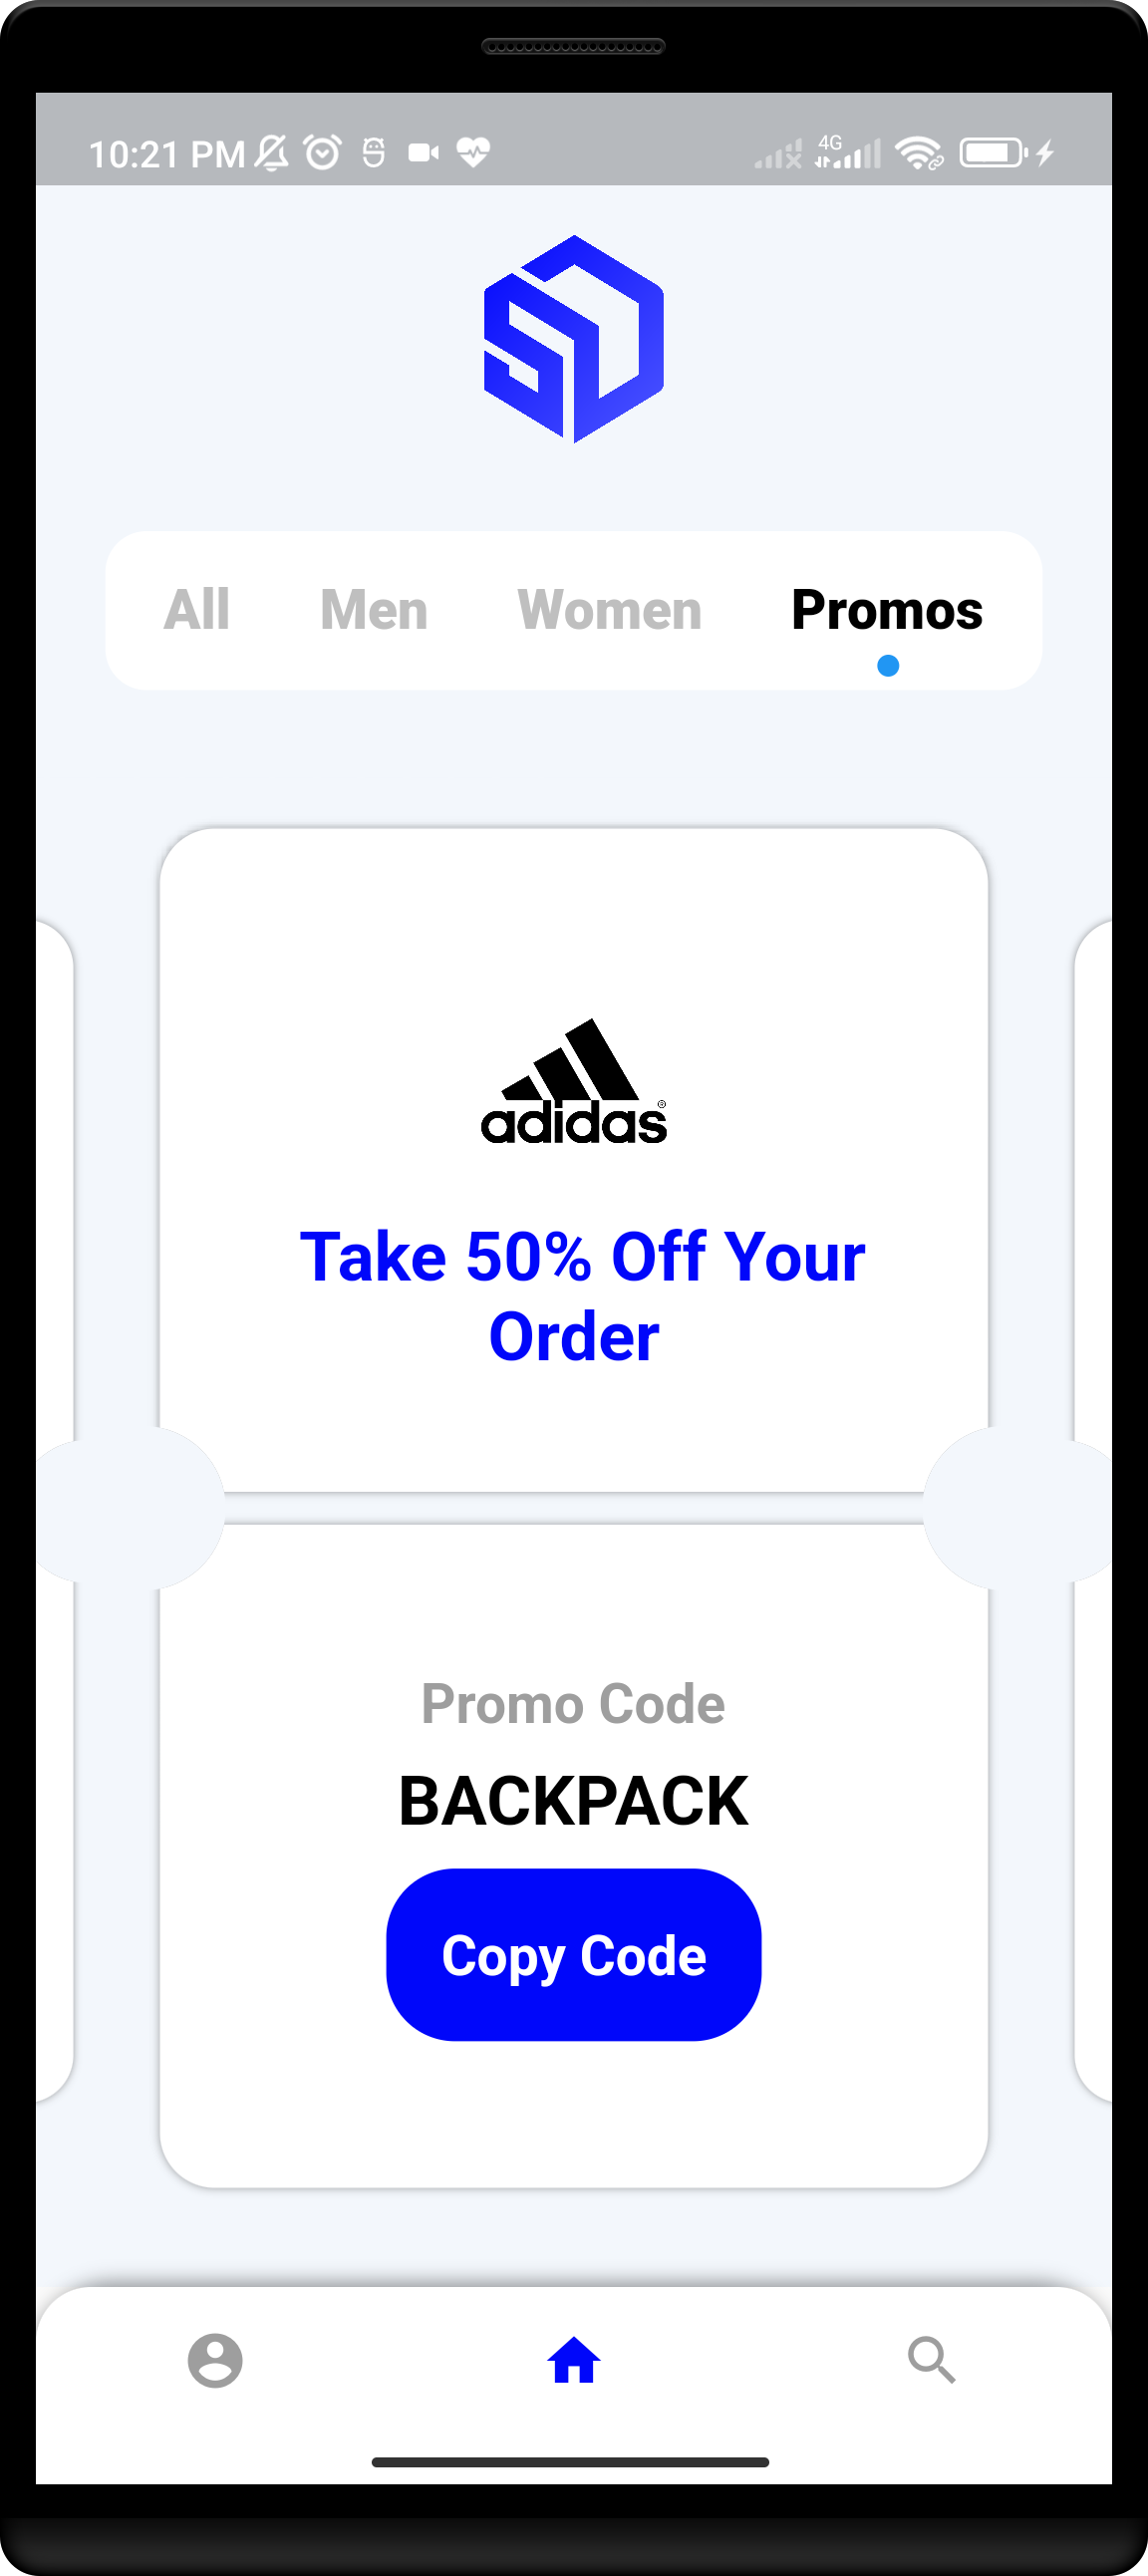 10:21 PM
4G
SD
All Men Women Promos
adidas®
Take 50% Off Your
Order
Promo Code
BACKPACK
Copy Code